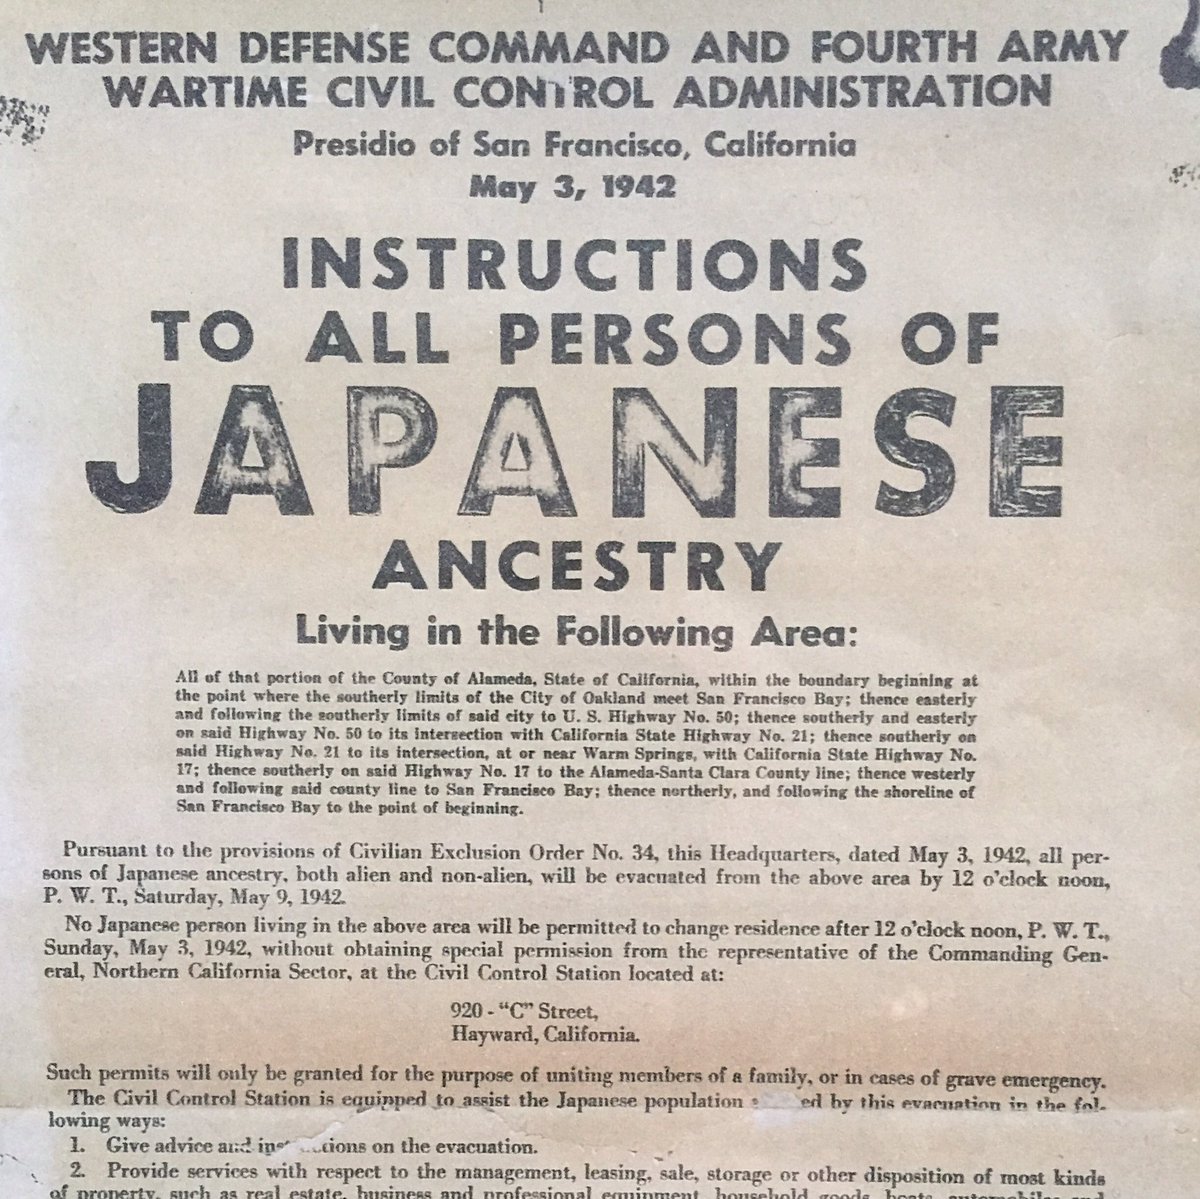 WESTERN DEFENSE COMMAND AND FOURTH ARMY
WARTIME CIVIL CONTROL ADMINISTRATION
Presidio of San Francisco, California
May 3, 1942
INSTRUCTIONS
TO ALL PERSONS OF
JAPANESE
ANCESTRY
Living in the Following Area:
All of that portion of the County of Alameda, State of California, within the boundary beginning at
the point where the southerly limits of the City of Oakland meet San Francisco Bay; thence easterly
and following the southerly limits of said city to U. S. Highway No. 50; thence southerly and easterly
on said Highway No. 50 to its intersection with California State Highway No. 21; thence southerly on
said Highway No. 21 to its intersection, at or near Warm Springs, with California State Highway No.
17; thence southerly on said Highway No. 17 to the Alameda-Santa Clara County line; thence westerly
and following said county line to San Francisco Bay; thence northerly, and following the shoreline of
San Francisco Bay to the point of beginning.
Pursuant to the provisions of Civilian Exclusion Order No. 34, this Headquarters, dated May 3, 1942, all per-
sons of Japanese ancestry, both alien and non-alien, will be evacuated from the above area by 12 o'clock noon,
P. W. T., Saturday, May 9, 1942.
No Japanese person living in the above area will be permitted to change residence after 12 o'clock noon, P. W. T.,
Sunday, May 3, 1942, without obtaining special permission from the representative of the Commanding Gen-
eral, Northern California Sector, at the Civil Control Station located at:
920 - "C" Street,
Hayward, California.
Such permits will only be granted for the purpose of uniting members of a family, or in cases of grave emergency.
The Civil Control Station is equipped to assist the Japanese population by this evacuation in the fol-
lowing ways:
1. Give advice and on the evacuation.
2. Provide services with respect to the management, leasing, sale, storage or other disposition of most kinds
of property, such as real estate, business and professional equipment, household goods, boats, automobiles and